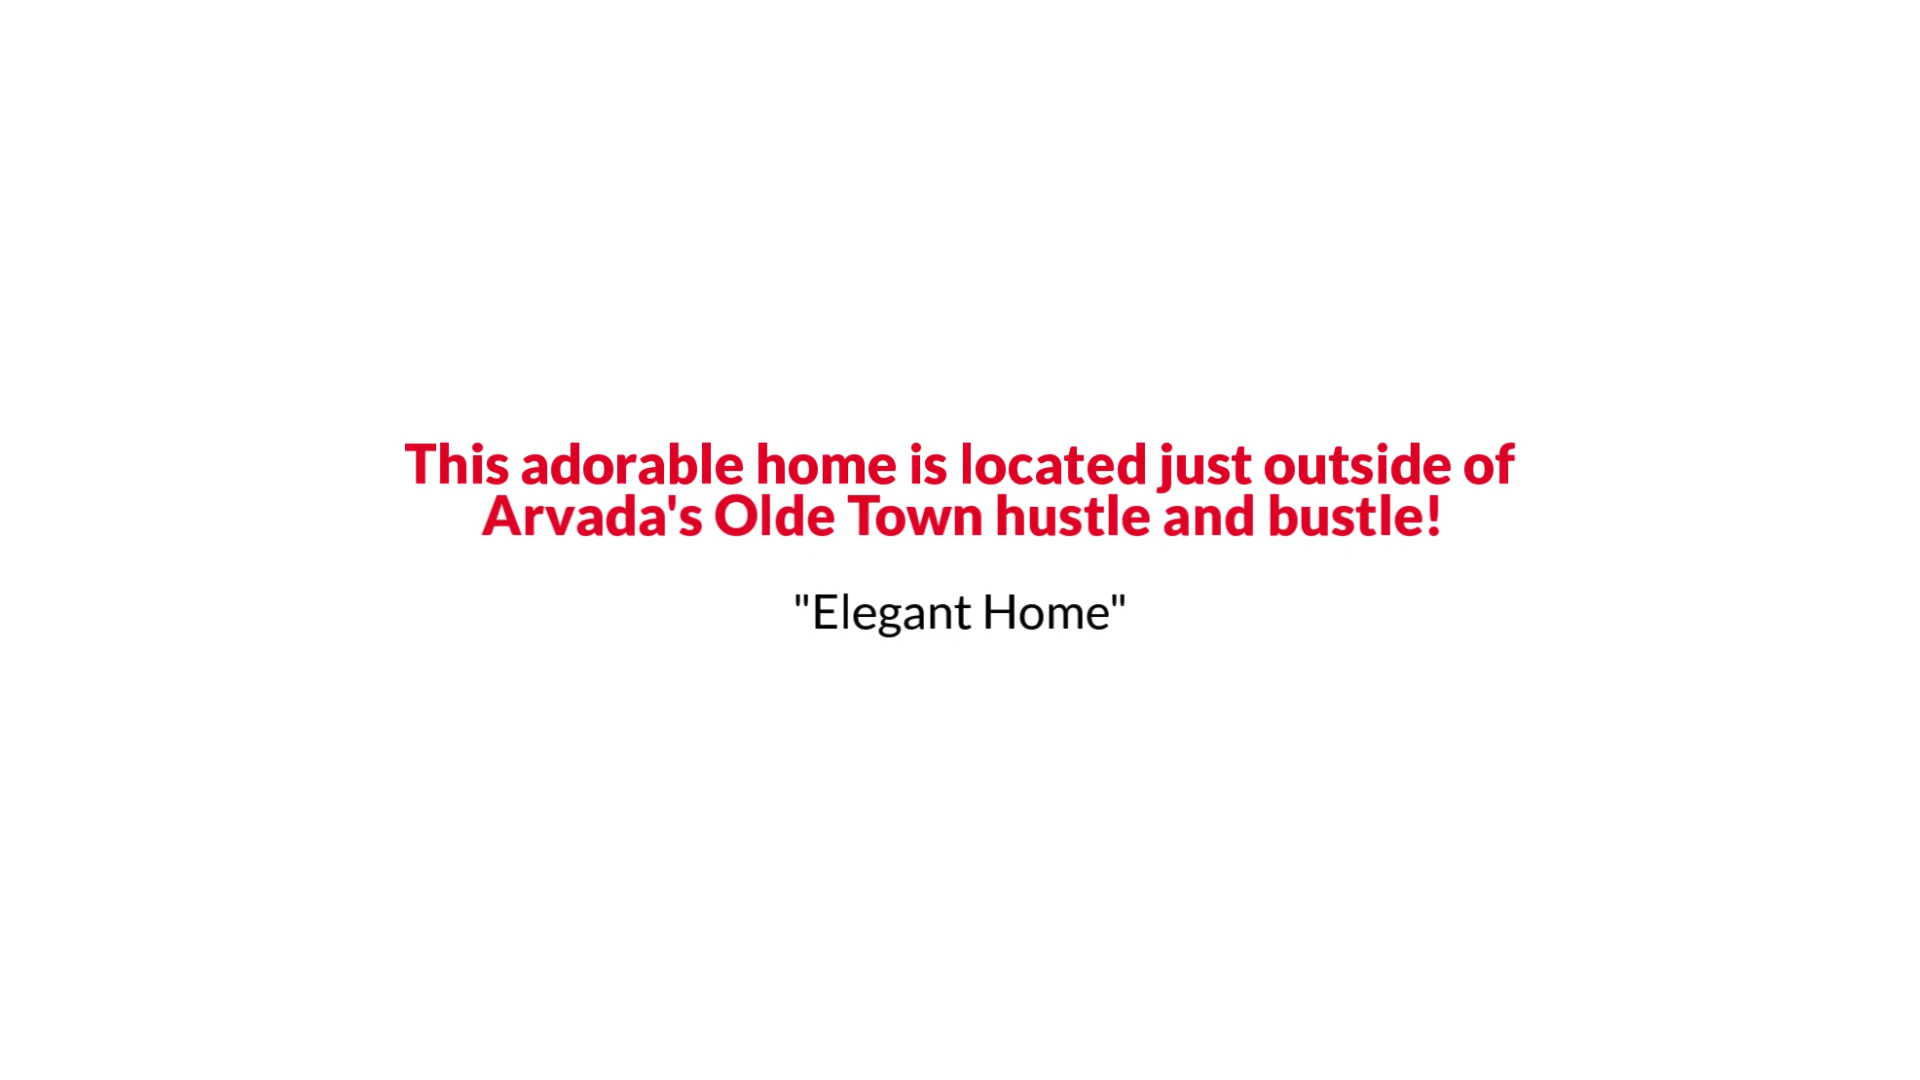 This adorable home is located just outside of
Arvada's Olde Town hustle and bustle!
"Elegant Home"